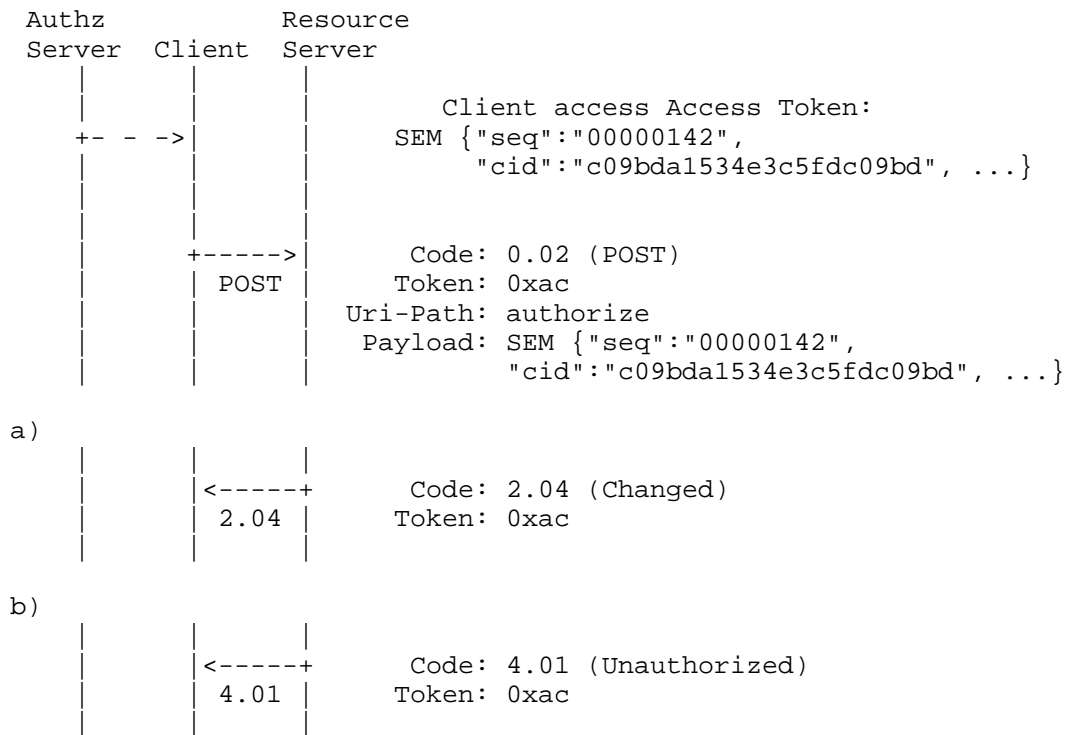 Authz Resource
Server Client Server
Client access Access Token:
+- - -> SEM {"seq":"00000142",
"cid":"c09bda1534e3c5fdc09bd", ...}
+-----> Code: 0.02 (POST)
POST Token: 0xac
Uri-Path: authorize
Payload: SEM {"seq":"00000142",
"cid":"c09bda1534e3c5fdc09bd", ...}
a)
<-----+ Code: 2.04 (Changed)
2.04 Token: 0xac
b)
<-----+ Code: 4.01 (Unauthorized)
4.01 Token: 0xac